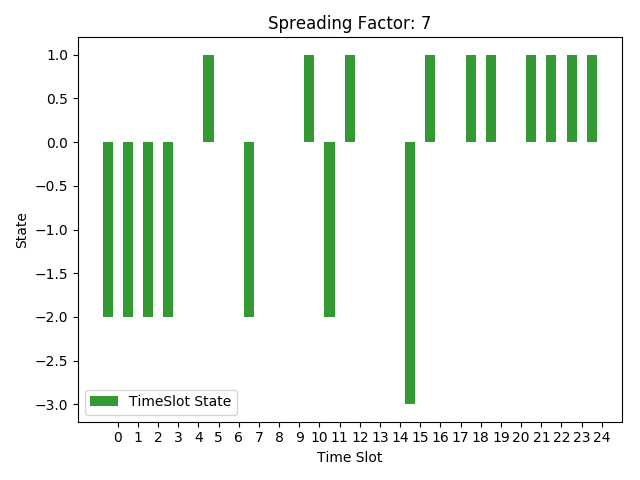 Spreading Factor: 7
1.0
0.5
0.0
−0.5
−1.0
−1.5
−2.0
−2.5
−3.0
State
TimeSlot State
0 1 2 3 4 5 6 7 8 9 10 11 12 13 14 15 16 17 18 19 20 21 22 23 24
Time Slot